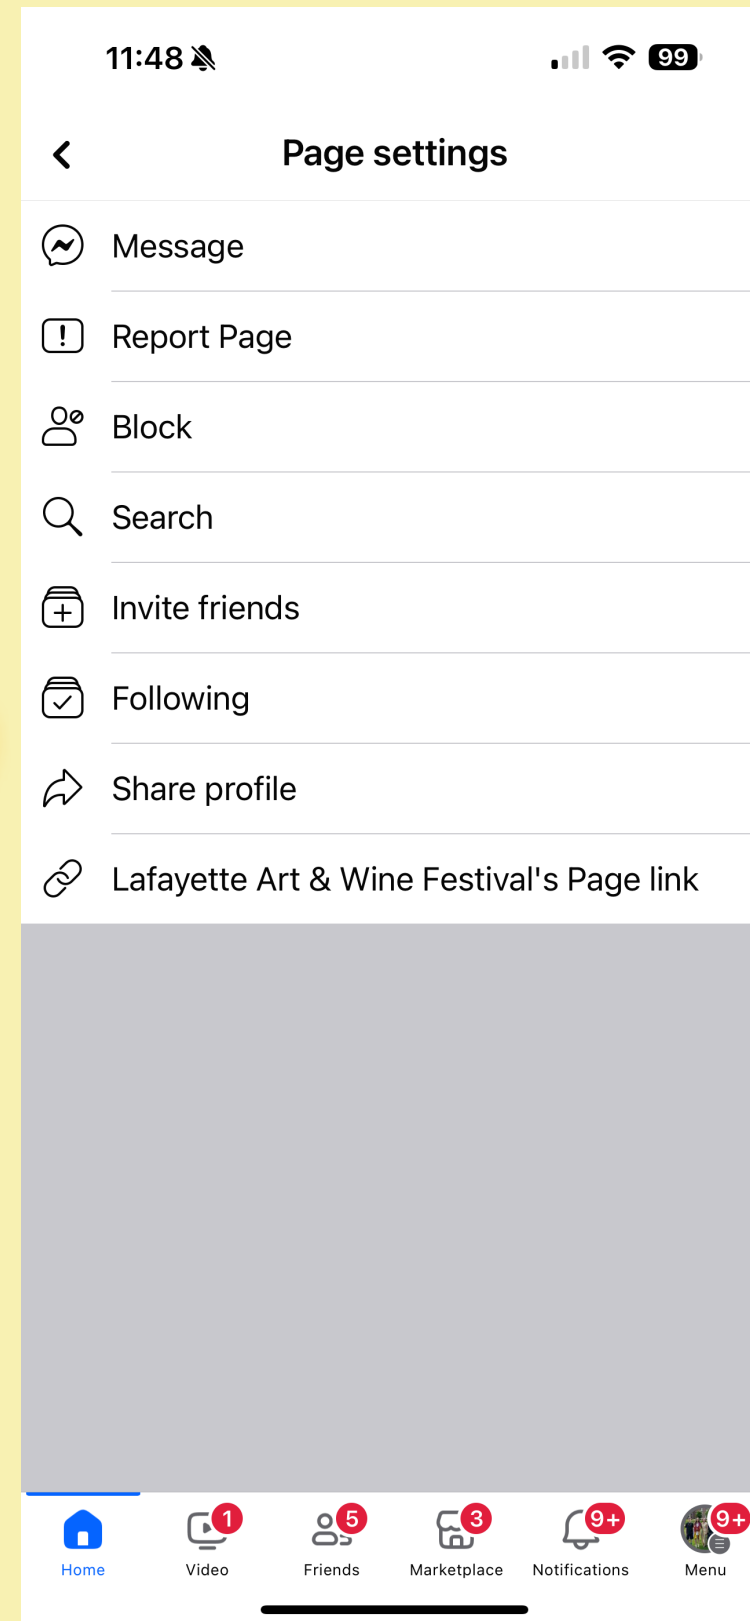 11:48
99
Page settings
Message
Report Page
Block
Search
Invite friends
Following
Share profile
Lafayette Art & Wine Festival's Page link
1
5
3
9+
9+
Home
Video
Friends
Marketplace
Notifications
Menu